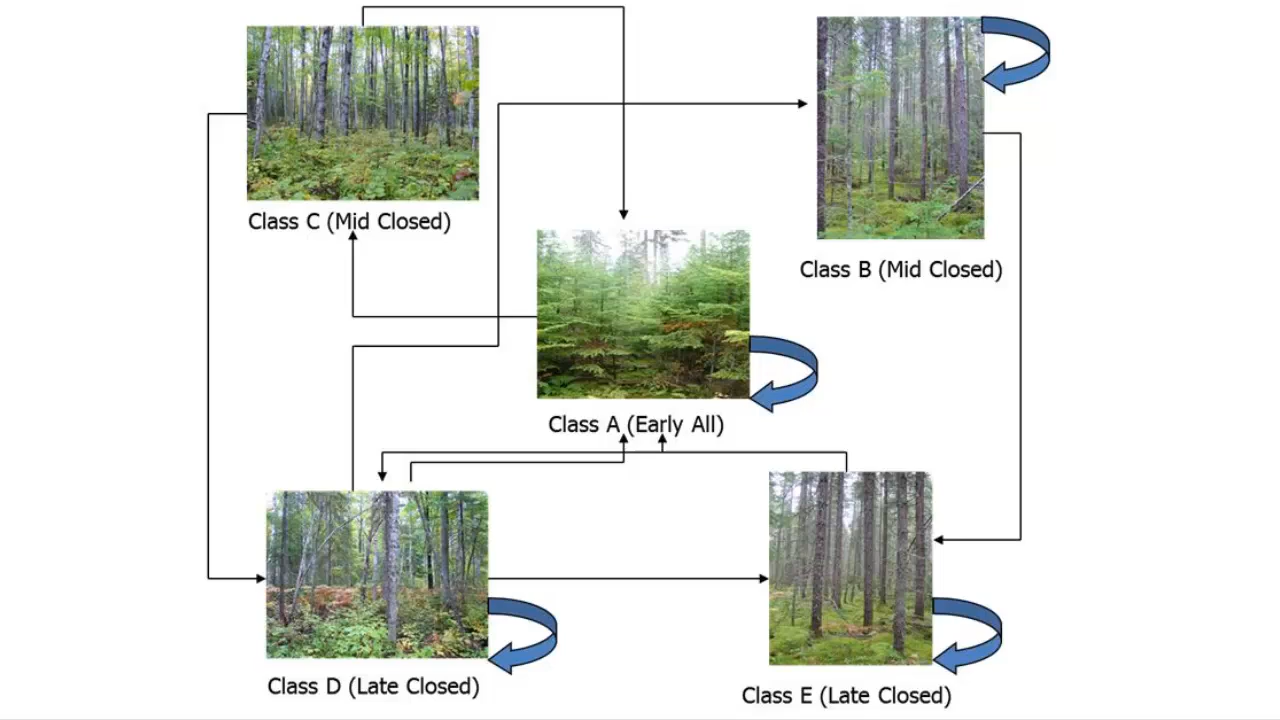 Class C (Mid Closed)
Class B (Mid Closed)
Class A (Early All)
Class D (Late Closed)
Class E (Late Closed)